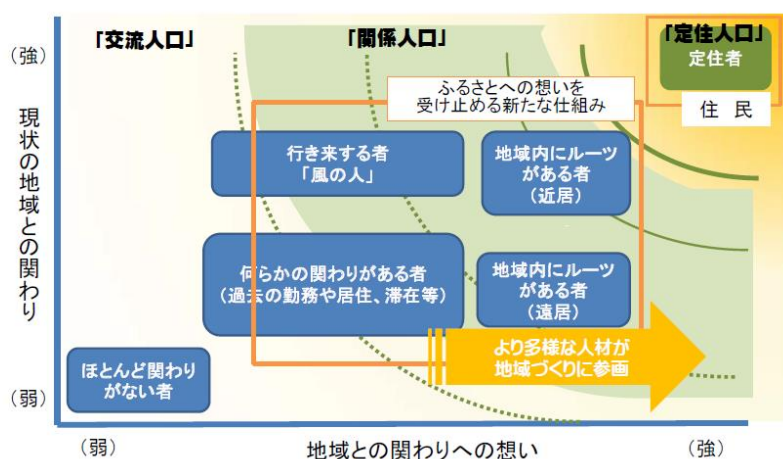 「交流人口」
「関係人口」
「定住人口」
定住者
住 民
(強)
現状の地域との関わり
(弱)
ふるさとへの想いを
受け止める新たな仕組み
行き来する者
「風の人」
地域内にルーツ
がある者
(近居)
何らかの関わりがある者
(過去の勤務や居住、滞在等)
地域内にルーツ
がある者
(遠居)
より多様な人材が
地域づくりに参画
ほとんど関わり
がない者
(弱)
地域との関わりへの想い
(強)